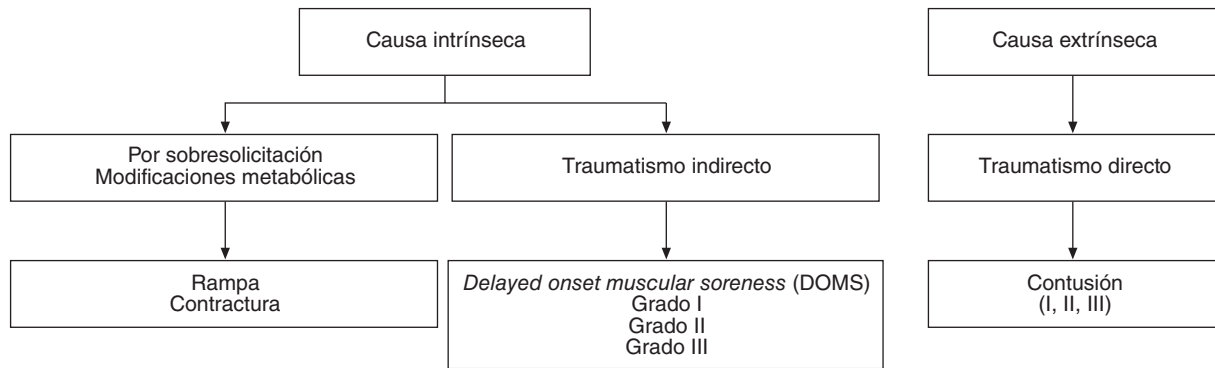 Causa intrínseca
Causa extrínseca
Por sobresolicitación
Modificaciones metabólicas
Traumatismo indirecto
Traumatismo directo
Rampa
Contractura
Delayed onset muscular soreness (DOMS)
Grado I
Grado II
Grado III
Contusión
(I, II, III)